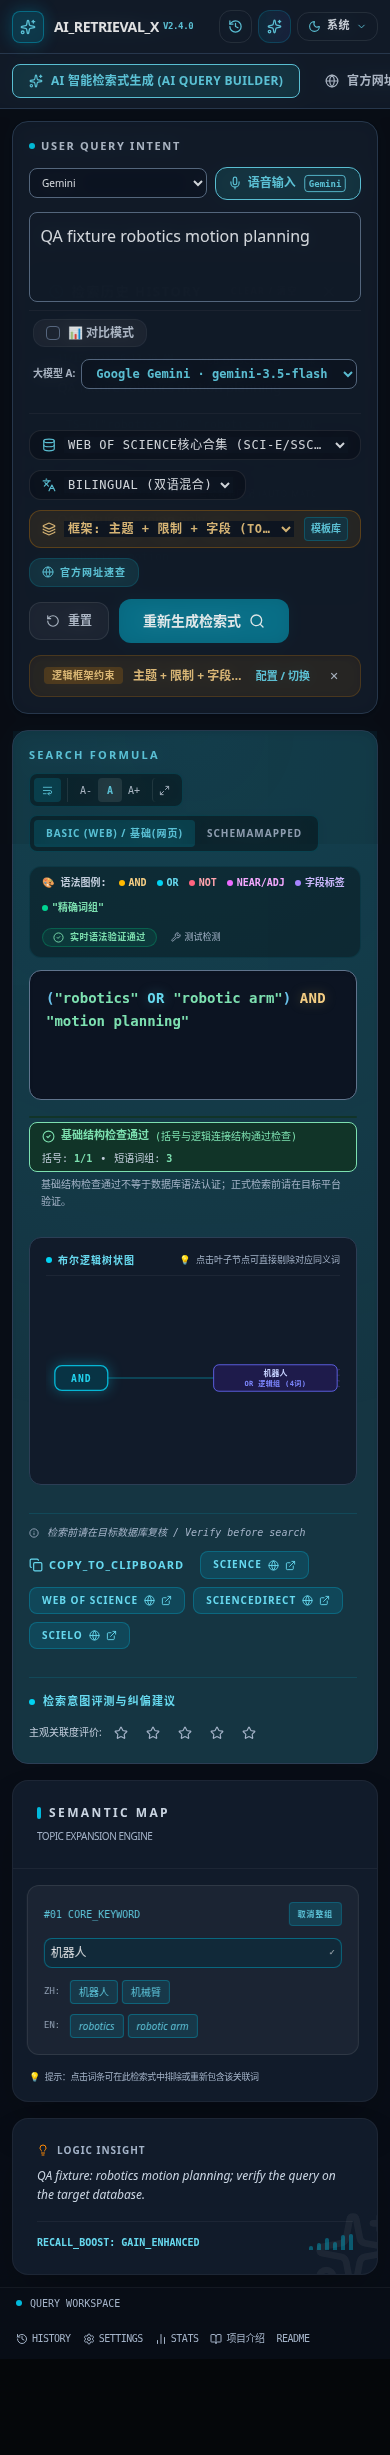 AI_RETRIEVAL_X V2.4.0
系统
AI 智能检索式生成 (AI QUERY BUILDER)
官方网址
USER QUERY INTENT
Gemini
语音输入 Gemini
QA fixture robotics motion planning
📊 对比模式
大模型 A: Google Gemini · gemini-3.5-flash
WEB OF SCIENCE核心合集 (SCI-E/SSC…
BILINGUAL (双语混合)
框架: 主题 + 限制 + 字段 (TO… 模板库
官方网址速查
重置
重新生成检索式
逻辑框架约束 主题 + 限制 + 字段... 配置 / 切换 ×
SEARCH FORMULA
A- A A+
BASIC (WEB) / 基础(网页) SCHEMAMAPPED
🎨 语法图例: AND OR NOT NEAR/ADJ 字段标签
"精确词组"
实时语法验证通过 测试检测
("robotics" OR "robotic arm") AND
"motion planning"
基础结构检查通过 (括号与逻辑连接结构通过检查)
括号: 1/1 • 短语词组: 3
基础结构检查通过不等于数据库语法认证；正式检索前请在目标平台
验证。
布尔逻辑树状图
💡 点击叶子节点可直接剔除对应同义词
AND
机器人
OR 逻辑组 (4词)
检索前请在目标数据库复核 / Verify before search
COPY_TO_CLIPBOARD SCIENCE
WEB OF SCIENCE SCIENCEDIRECT
SCIELO
检索意图评测与纠偏建议
主观关联度评价:
SEMANTIC MAP
TOPIC EXPANSION ENGINE
#01 CORE_KEYWORD 取消整组
机器人 ✓
ZH: 机器人 机械臂
EN: robotics robotic arm
💡 提示: 点击词条可在此检索式中排除或重新包含该关联词
LOGIC INSIGHT
QA fixture: robotics motion planning; verify the query on
the target database.
RECALL_BOOST: GAIN_ENHANCED
QUERY WORKSPACE
HISTORY SETTINGS STATS 项目介绍 README